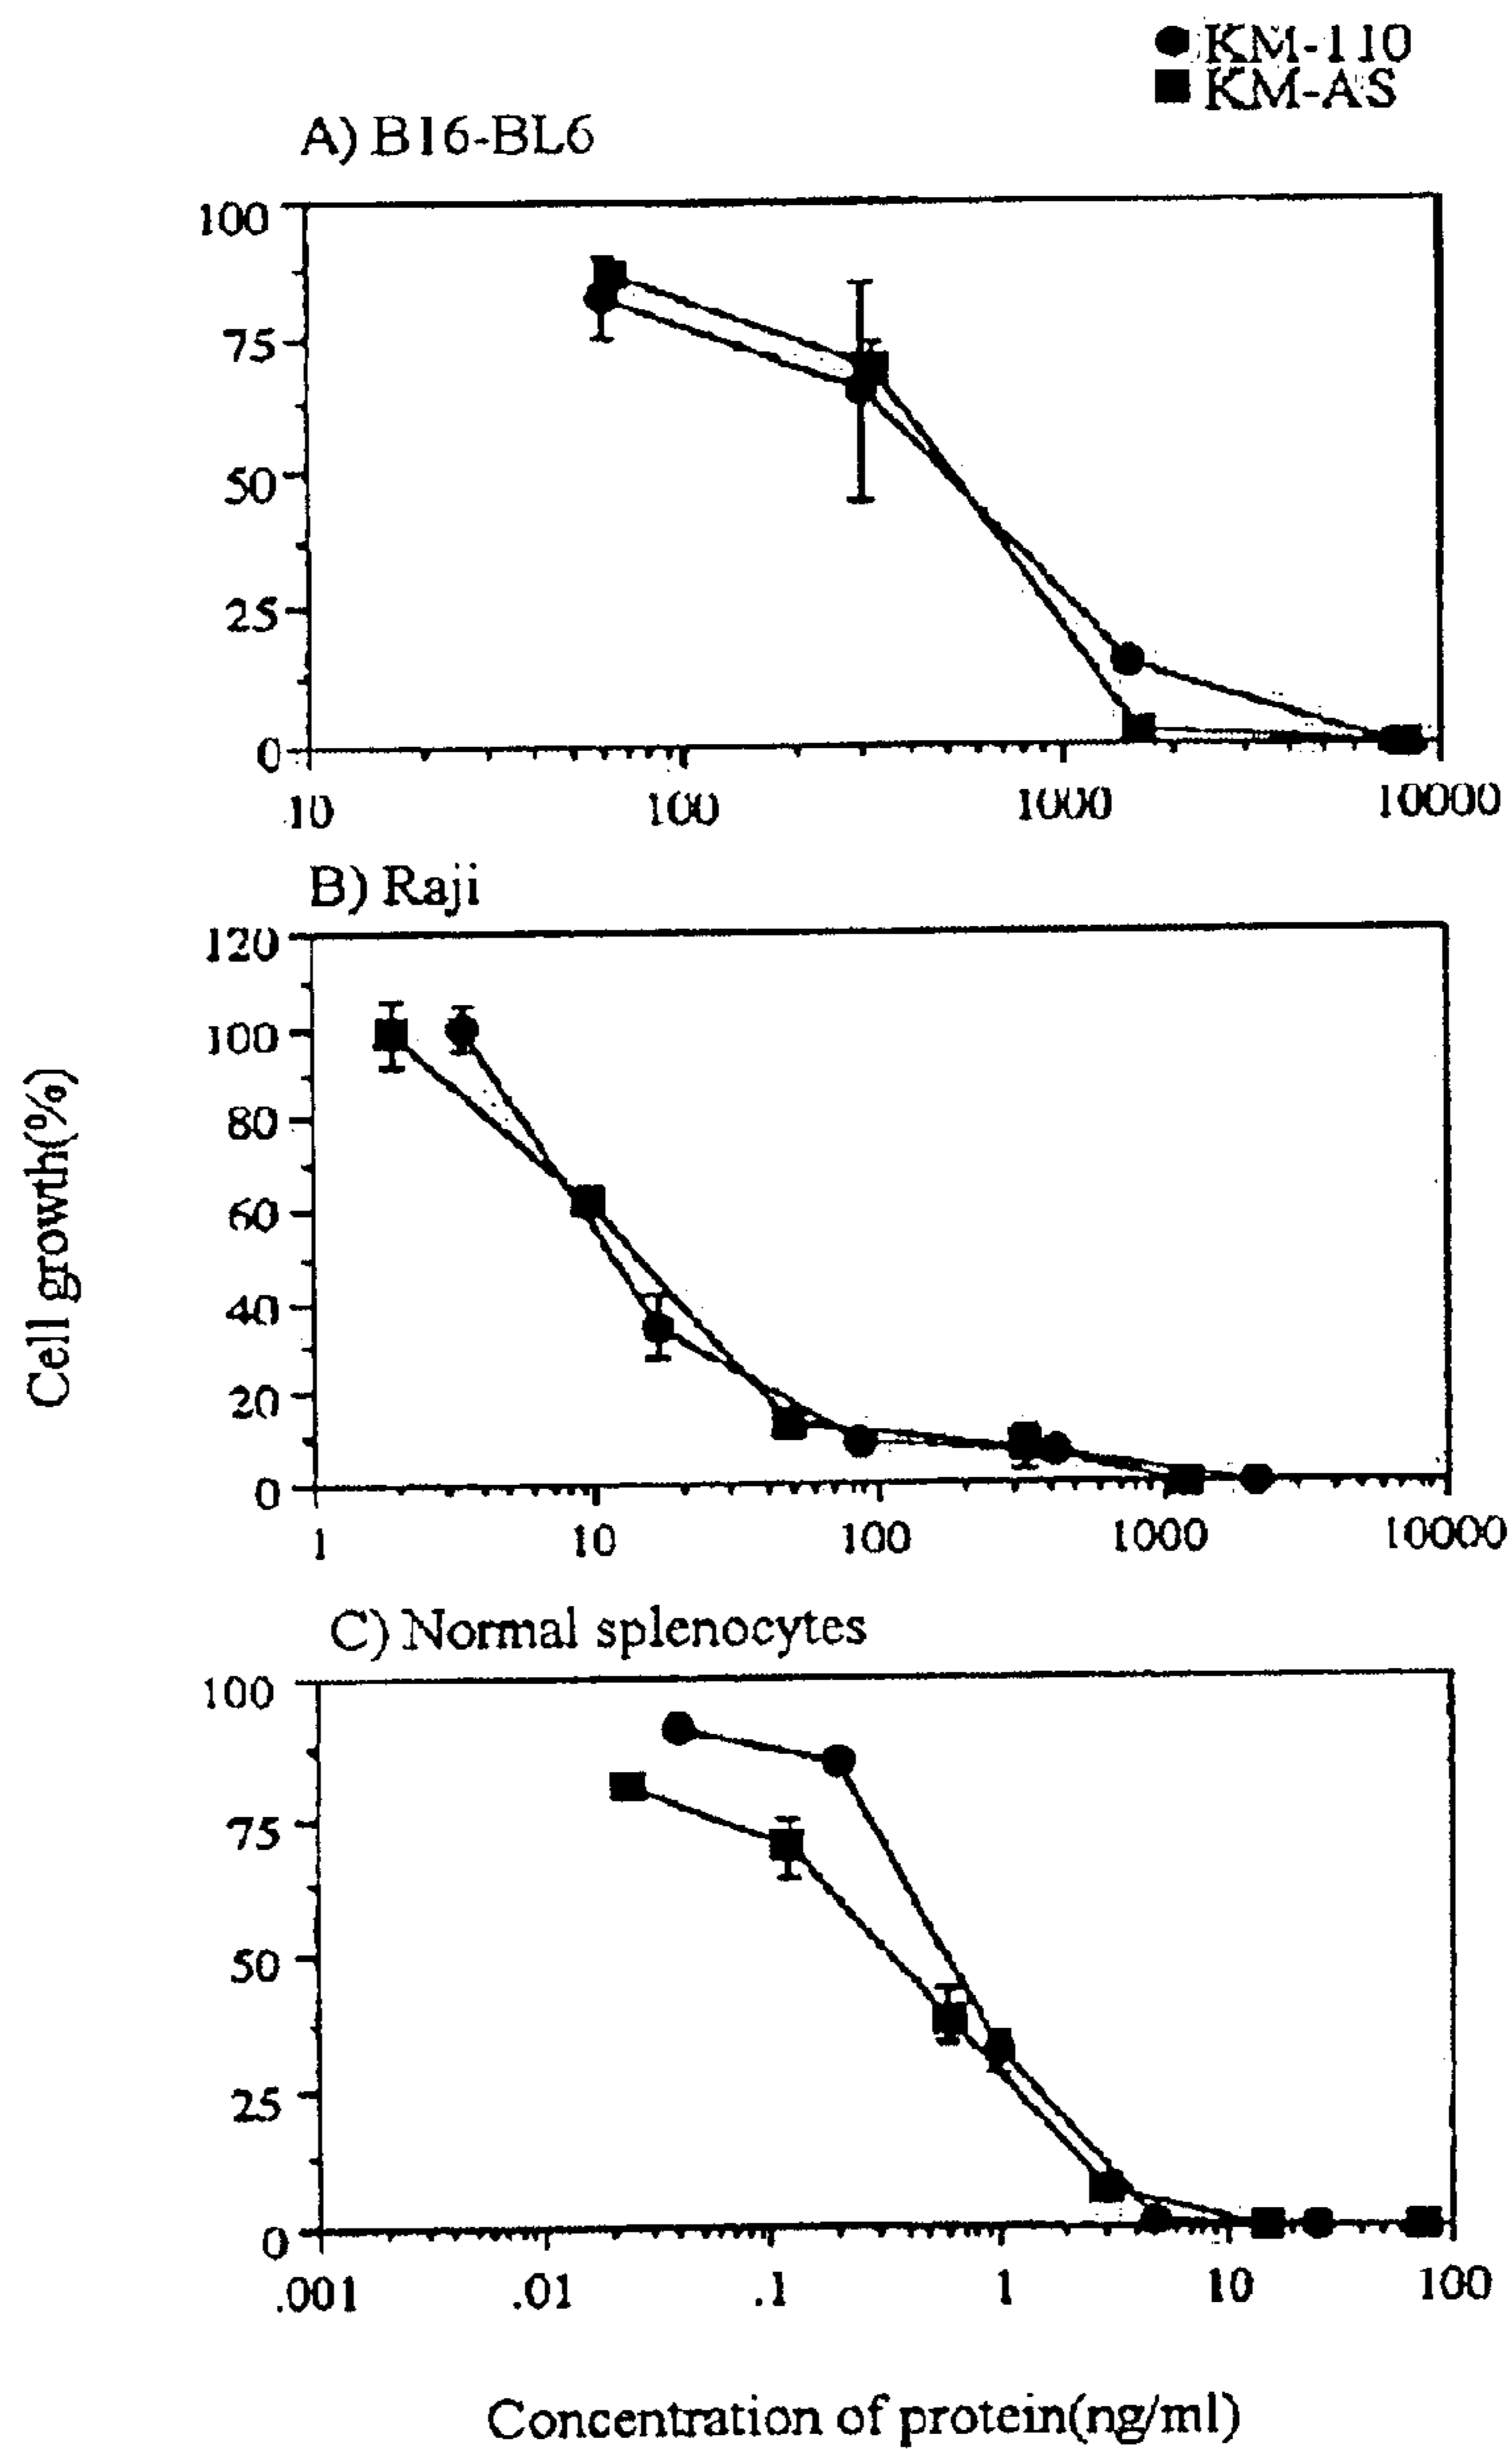 KM-110
KM-AS
A) B16-BL6
100
75
50
25
0
10 100 1000 10000
B) Raji
120
100
80
60
40
20
0
1 10 100 1000 10000
Cell growth(%)
C) Normal splenocytes
100
75
50
25
0
.001 .01 .1 1 10 100
Concentration of protein(ng/ml)